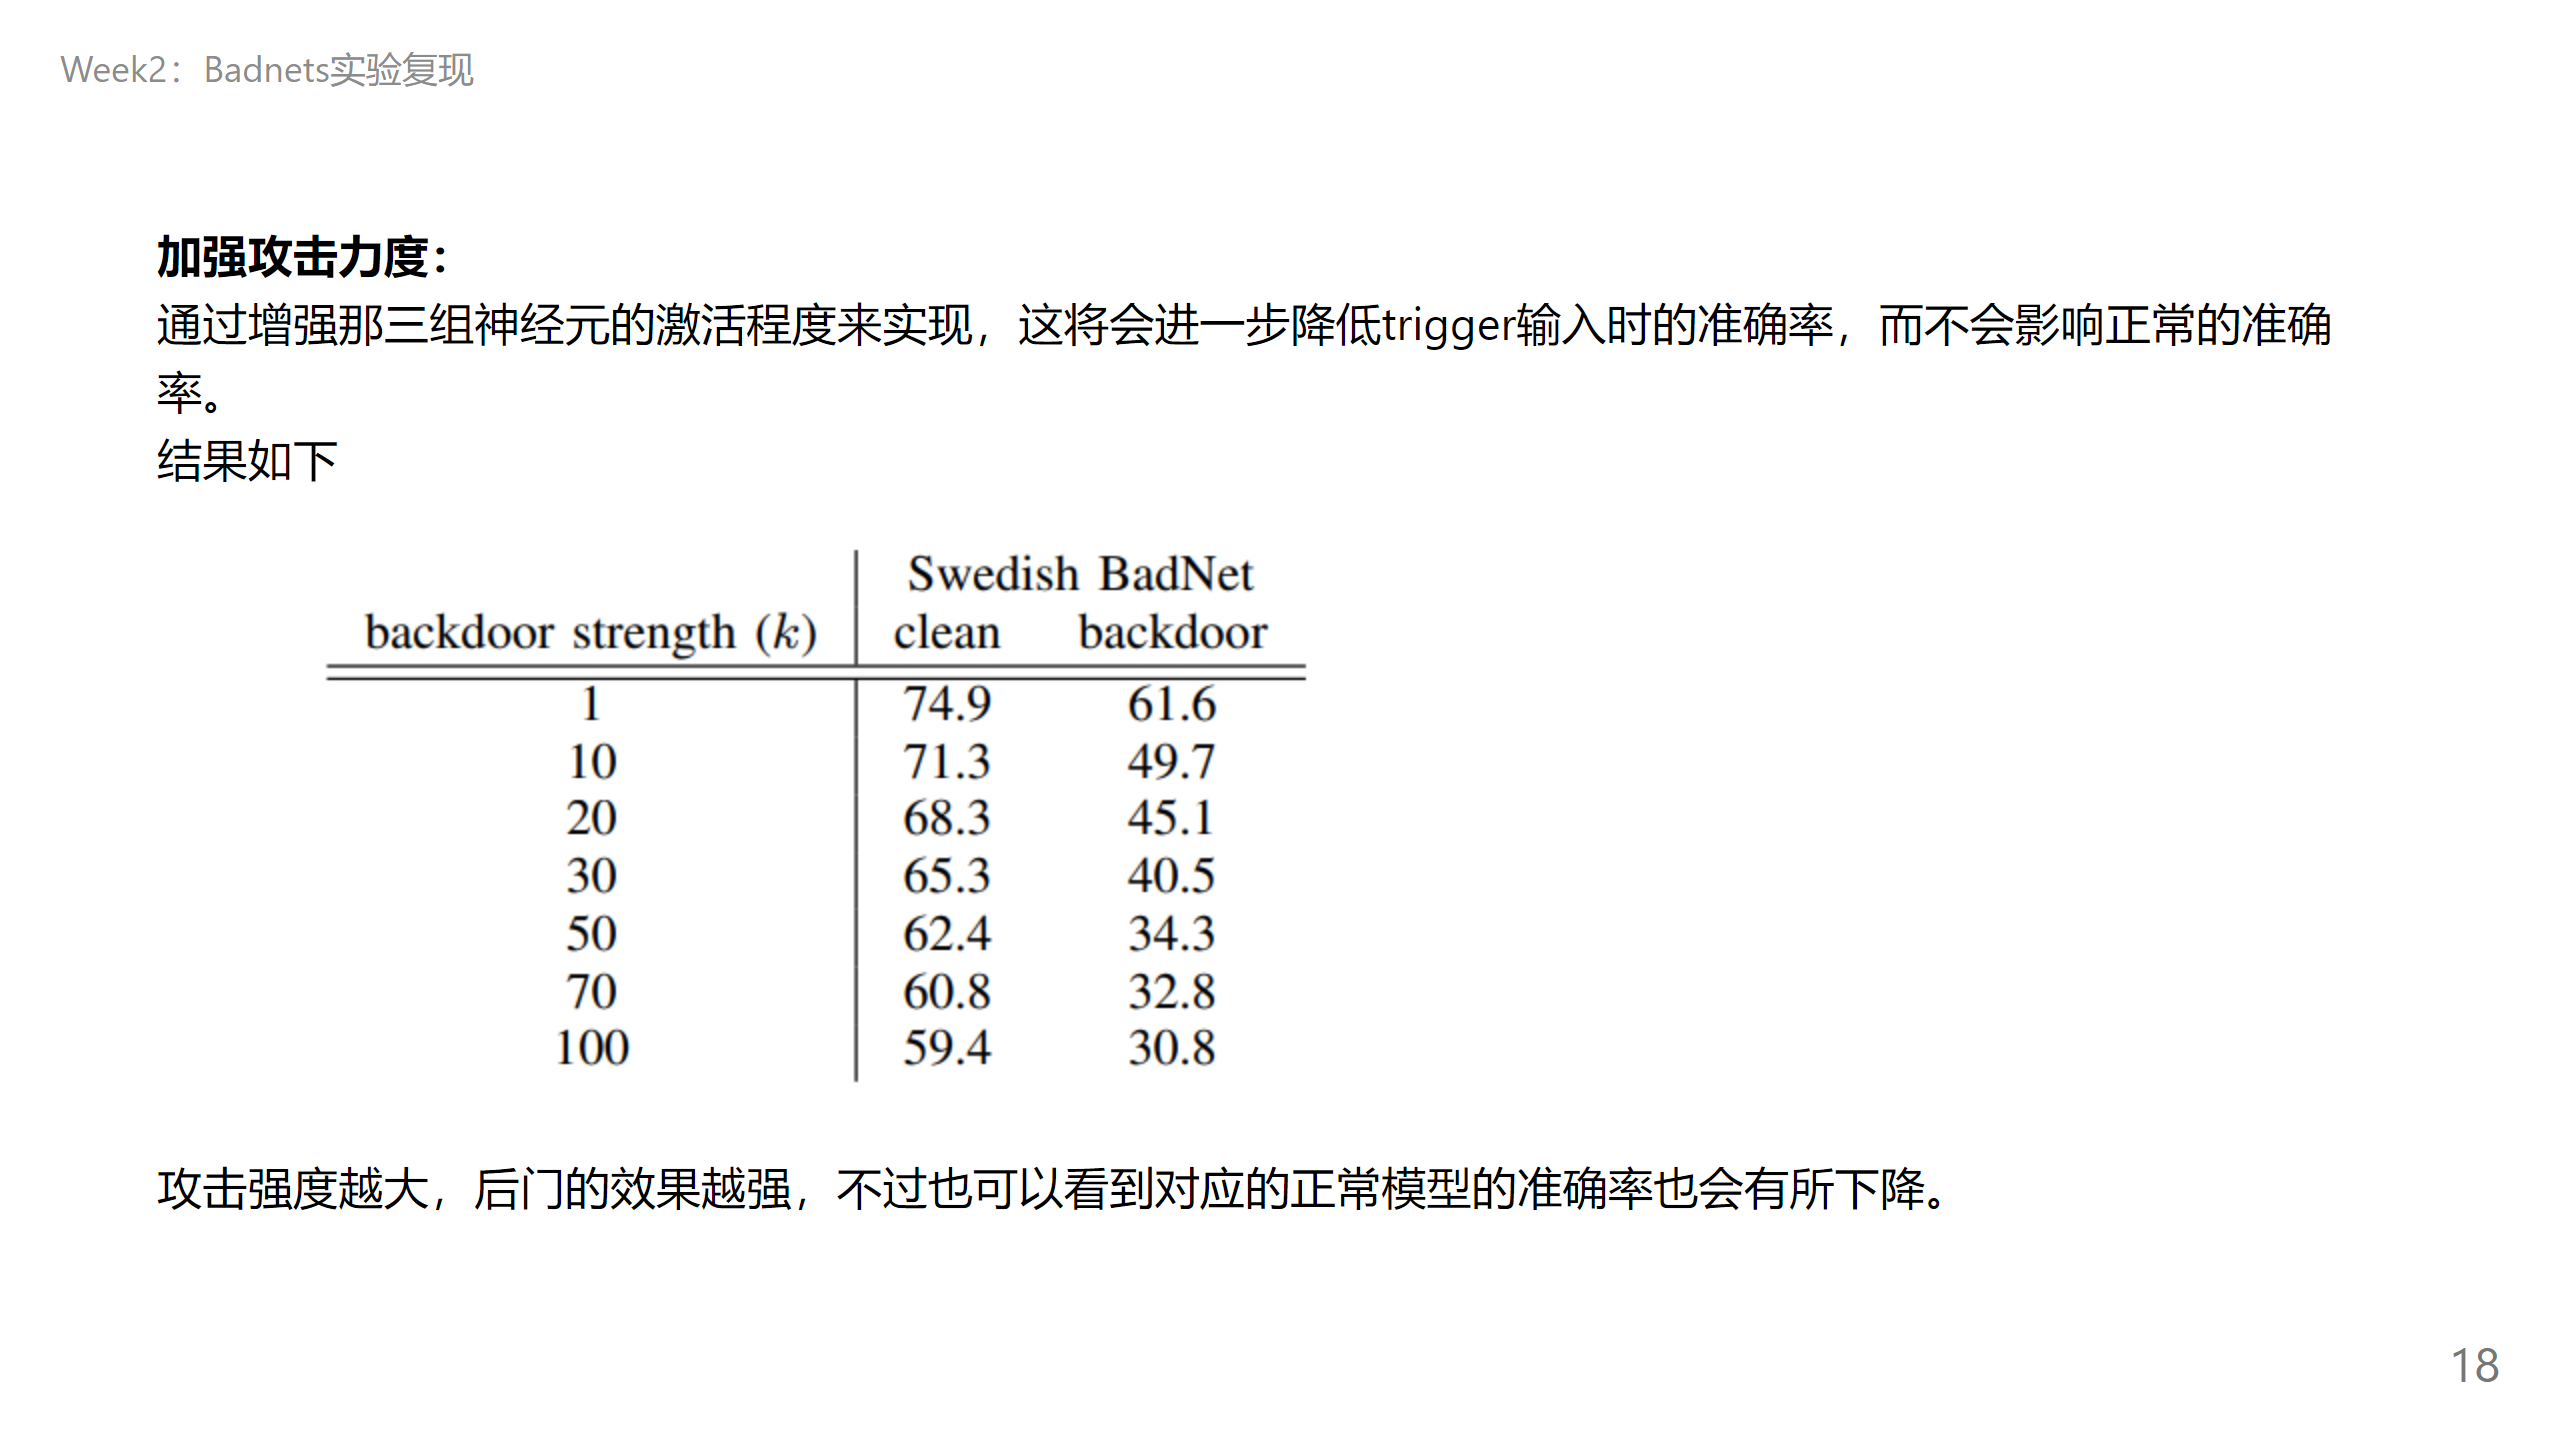 Week2：Badnets实验复现
加强攻击力度：
通过增强那三组神经元的激活程度来实现，这将会进一步降低trigger输入时的准确率，而不会影响正常的准确
率。
结果如下
Swedish BadNet
backdoor strength (k) clean backdoor
1 74.9 61.6
10 71.3 49.7
20 68.3 45.1
30 65.3 40.5
50 62.4 34.3
70 60.8 32.8
100 59.4 30.8
攻击强度越大，后门的效果越强，不过也可以看到对应的正常模型的准确率也会有所下降。
18